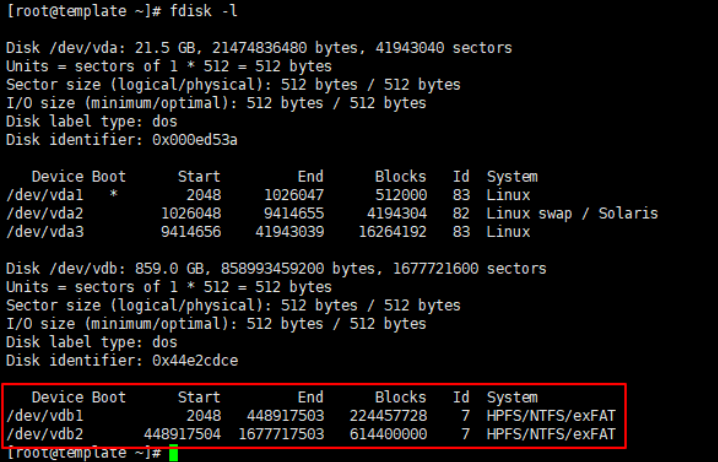 [root@template ~]# fdisk -l
Disk /dev/vda: 21.5 GB, 21474836480 bytes, 41943040 sectors
Units = sectors of 1 * 512 = 512 bytes
Sector size (logical/physical): 512 bytes / 512 bytes
I/O size (minimum/optimal): 512 bytes / 512 bytes
Disk label type: dos
Disk identifier: 0x000ed53a
Device Boot Start End Blocks Id System
/dev/vda1 * 2048 1026047 512000 83 Linux
/dev/vda2 1026048 9414655 4194304 82 Linux swap / Solaris
/dev/vda3 9414656 41943039 16264192 83 Linux
Disk /dev/vdb: 859.0 GB, 858993459200 bytes, 1677721600 sectors
Units = sectors of 1 * 512 = 512 bytes
Sector size (logical/physical): 512 bytes / 512 bytes
I/O size (minimum/optimal): 512 bytes / 512 bytes
Disk label type: dos
Disk identifier: 0x44e2cdce
Device Boot Start End Blocks Id System
/dev/vdb1 2048 448917503 224457728 7 HPFS/NTFS/exFAT
/dev/vdb2 448917504 1677717503 614400000 7 HPFS/NTFS/exFAT
[root@template ~]#